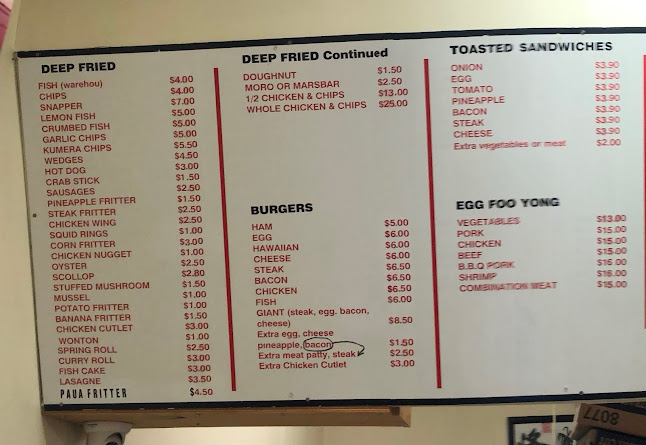 DEEP FRIED
FISH (warehou) $4.00
CHIPS $4.00
SNAPPER $7.00
LEMON FISH $5.00
CRUMBED FISH $5.00
GARLIC CHIPS $5.00
KUMERA CHIPS $5.50
WEDGES $4.50
HOT DOG $3.00
CRAB STICK $1.50
SAUSAGES $2.50
PINEAPPLE FRITTER $1.50
STEAK FRITTER $2.50
CHICKEN WING $2.50
SQUID RINGS $1.00
CORN FRITTER $3.00
CHICKEN NUGGET $1.00
OYSTER $2.50
SCOLLOP $2.80
STUFFED MUSHROOM $1.50
MUSSEL $1.00
POTATO FRITTER $1.00
BANANA FRITTER $1.50
CHICKEN CUTLET $3.00
WONTON $1.00
SPRING ROLL $2.50
CURRY ROLL $3.00
FISH CAKE $3.00
LASAGNE $3.50
PAUA FRITTER $4.50
DEEP FRIED Continued
DOUGHNUT $1.50
MORO OR MARSBAR $2.50
1/2 CHICKEN & CHIPS $13.00
WHOLE CHICKEN & CHIPS $25.00
BURGERS
HAM $5.00
EGG $6.00
HAWAIIAN $6.00
CHEESE $6.00
STEAK $6.50
BACON $6.50
CHICKEN $6.50
FISH $6.00
GIANT (steak, egg, bacon,
cheese) $8.50
Extra egg, cheese
pineapple, bacon $1.50
Extra meat patty, steak $2.50
Extra Chicken Cutlet $3.00
TOASTED SANDWICHES
ONION $3.90
EGG $3.90
TOMATO $3.90
PINEAPPLE $3.90
BACON $3.90
STEAK $3.90
CHEESE $3.90
Extra vegetables or meat $2.00
EGG FOO YONG
VEGETABLES $13.00
PORK $15.00
CHICKEN $15.00
BEEF $15.00
B.B.Q PORK $16.00
SHRIMP $16.00
COMBINATION MEAT $15.00
8077